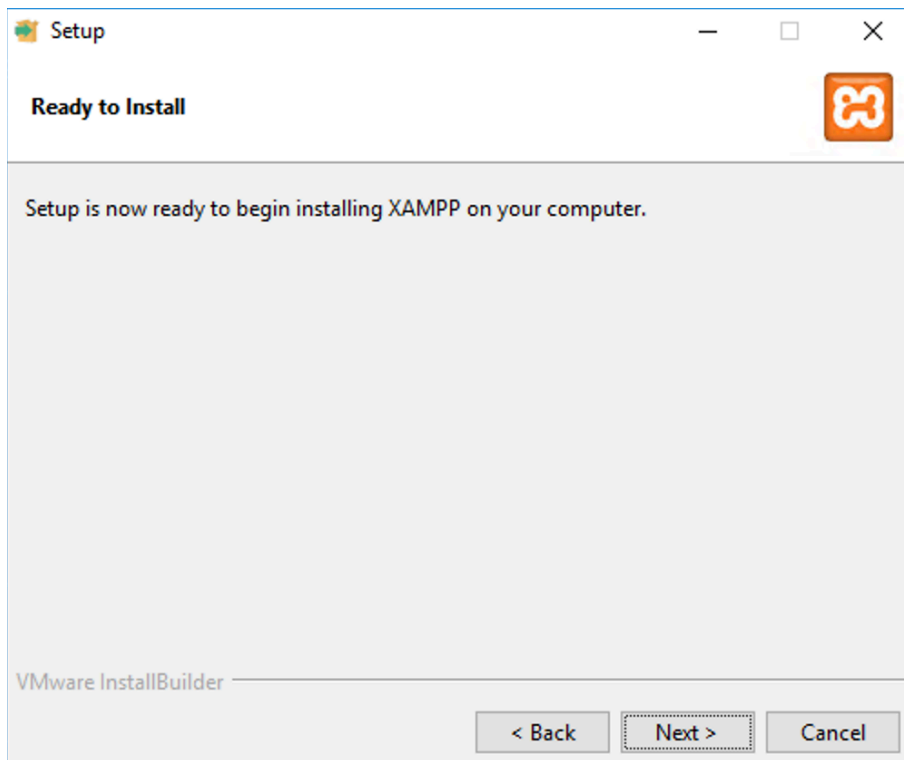 Setup
Ready to Install
Setup is now ready to begin installing XAMPP on your computer.
VMware InstallBuilder
< Back
Next >
Cancel